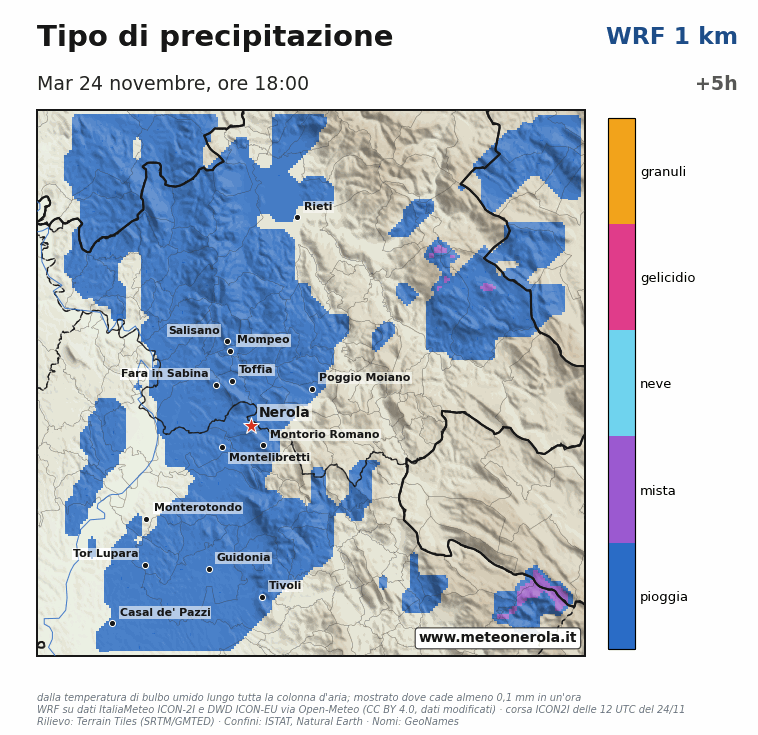 Tipo di precipitazione
WRF 1 km
Mar 24 novembre, ore 18:00
+5h
granuli
Rieti
gelicidio
Salisano
Mompeo
Toffia
Fara in Sabina
Poggio Moiano
neve
Nerola
Montorio Romano
Montelibretti
mista
Monterotondo
Tor Lupara
Guidonia
Tivoli
pioggia
Casal de' Pazzi
www.meteonerola.it
dalla temperatura di bulbo umido lungo tutta la colonna d'aria; mostrato dove cade almeno 0,1 mm in un'ora
WRF su dati ItaliaMeteo ICON-2I e DWD ICON-EU via Open-Meteo (CC BY 4.0, dati modificati) · corsa ICON2I delle 12 UTC del 24/11
Rilievo: Terrain Tiles (SRTM/GMTED) · Confini: ISTAT, Natural Earth · Nomi: GeoNames